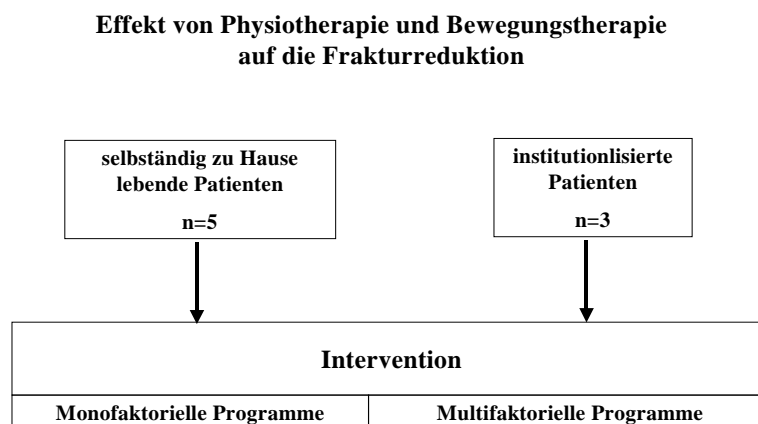 Effekt von Physiotherapie und Bewegungstherapie
auf die Frakturreduktion
selbständig zu Hause
lebende Patienten
n=5
institutionlisierte
Patienten
n=3
Intervention
Monofaktorielle Programme
Multifaktorielle Programme